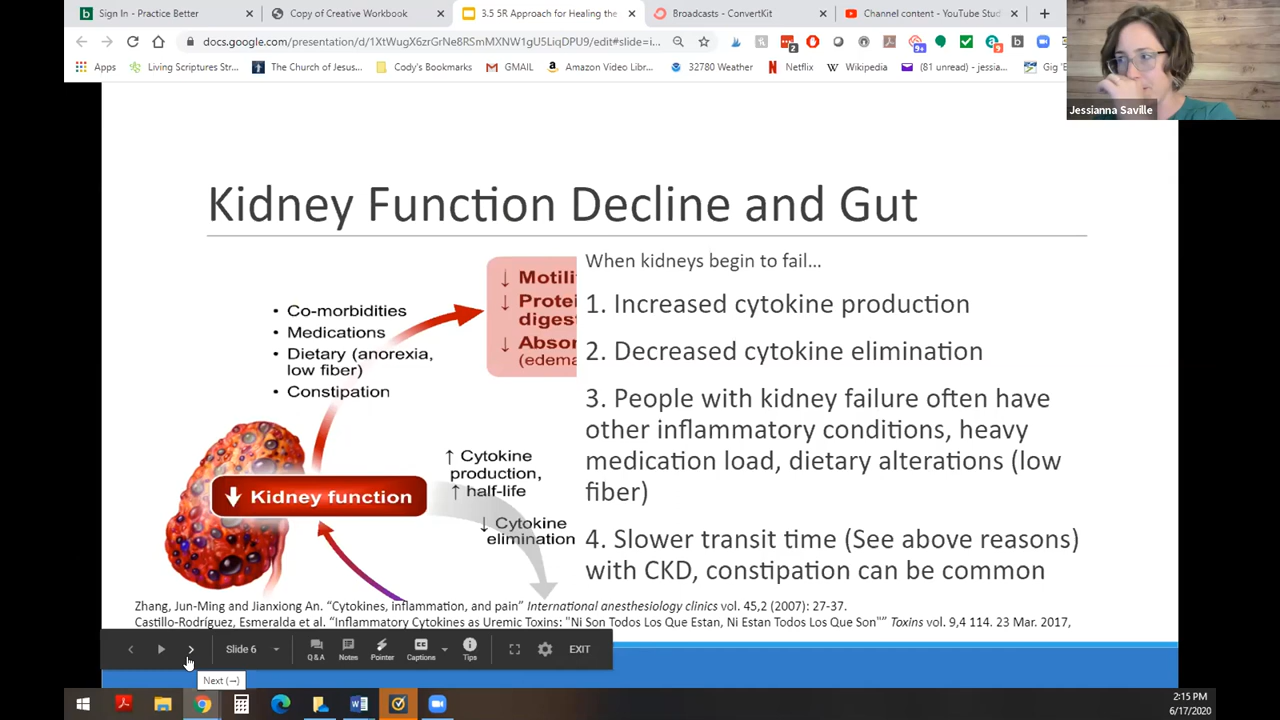 Sign In - Practice Better
Copy of Creative Workbook
3.5 5R Approach for Healing the
Broadcasts - ConvertKit
Channel content - YouTube Stud
docs.google.com/presentation/d/1XtWugX6zrGrNe8RSmMXNW1gU5LiqDPU9/edit#slide=i...
Apps
Living Scriptures Str...
The Church of Jesus...
Cody's Bookmarks
GMAIL
Amazon Video Libr...
32780 Weather
Netflix
Wikipedia
(81 unread) - jessia...
Gig 'E
Jessianna Saville
Kidney Function Decline and Gut
• Co-morbidities
• Medications
• Dietary (anorexia,
low fiber)
• Constipation
↓ Motili
↓ Protei
digest
↓ Absor
(edema
↓ Kidney function
↑ Cytokine
production,
↑ half-life
↓ Cytokine
elimination
When kidneys begin to fail...
1. Increased cytokine production
2. Decreased cytokine elimination
3. People with kidney failure often have
other inflammatory conditions, heavy
medication load, dietary alterations (low
fiber)
4. Slower transit time (See above reasons)
with CKD, constipation can be common
Zhang, Jun-Ming and Jianxiong An. “Cytokines, inflammation, and pain” International anesthesiology clinics vol. 45,2 (2007): 27-37.
Castillo-Rodríguez, Esmeralda et al. “Inflammatory Cytokines as Uremic Toxins: "Ni Son Todos Los Que Estan, Ni Estan Todos Los Que Son"” Toxins vol. 9,4 114. 23 Mar. 2017,
Slide 6
Q & A
Notes
Pointer
Captions
Tips
EXIT
Next (→)
2:15 PM
6/17/2020